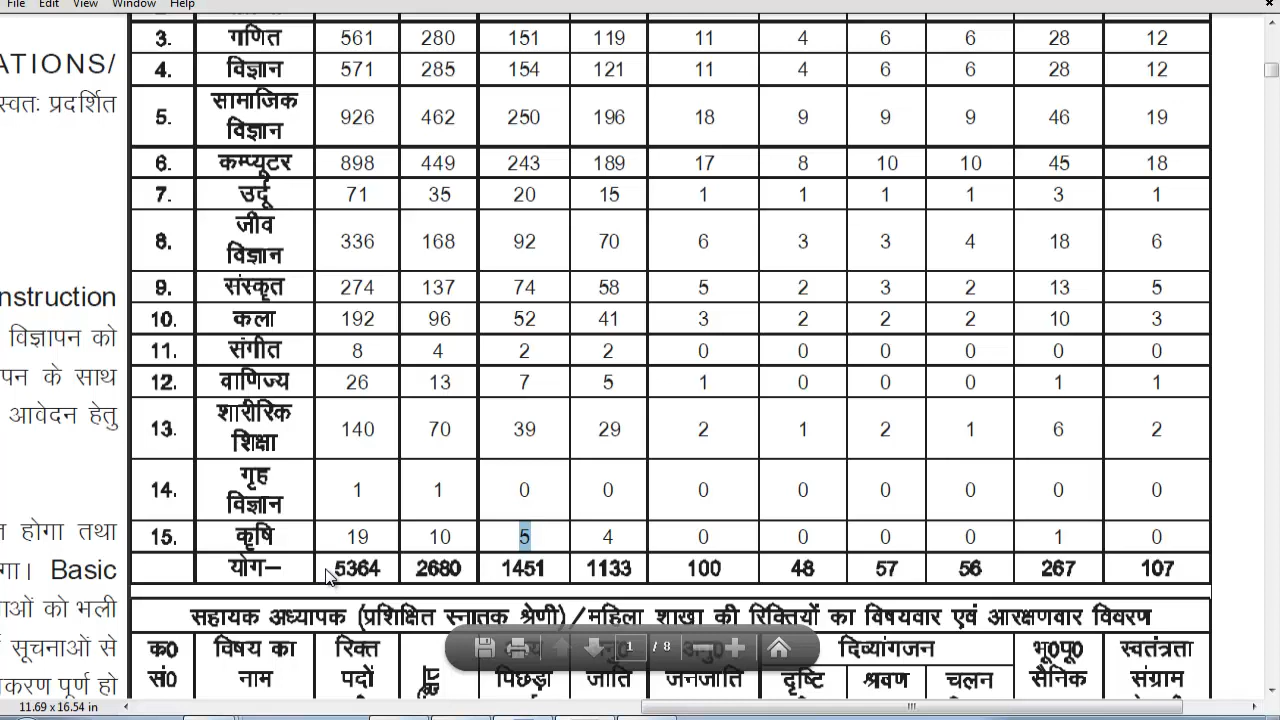 File Edit View Window Help
3. गणित 561 280 151 119 11 4 6 6 28 12
ATIONS/
4. विज्ञान 571 285 154 121 11 4 6 6 28 12
स्वतः प्रदर्शित
5. सामाजिक विज्ञान 926 462 250 196 18 9 9 9 46 19
6. कम्प्यूटर 898 449 243 189 17 8 10 10 45 18
7. उर्दू 71 35 20 15 1 1 1 1 3 1
8. जीव विज्ञान 336 168 92 70 6 3 3 4 18 6
nstruction
9. संस्कृत 274 137 74 58 5 2 3 2 13 5
10. कला 192 96 52 41 3 2 2 2 10 3
विज्ञापन को
11. संगीत 8 4 2 2 0 0 0 0 0 0
पन के साथ
12. वाणिज्य 26 13 7 5 1 0 0 0 1 1
आवेदन हेतु
13. शारीरिक शिक्षा 140 70 39 29 2 1 2 1 6 2
14. गृह विज्ञान 1 1 0 0 0 0 0 0 0 0
त होगा तथा
15. कृषि 19 10 5 4 0 0 0 0 1 0
गा। Basic
योग– 5364 2680 1451 1133 100 48 57 56 267 107
ाओं को भली
सहायक अध्यापक (प्रशिक्षित स्नातक श्रेणी)/महिला शाखा की रिक्तियों का विषयवार एवं आरक्षणवार विवरण
सूचनाओं से
क0 विषय का रिक्त दिव्यांगजन भू0पू0 स्वतंत्रता
1 / 8
करण पूर्ण हो
सं0 नाम पदों पिछड़ा जाति जनजाति दृष्टि श्रवण चलन सैनिक संग्राम
11.69 x 16.54 in